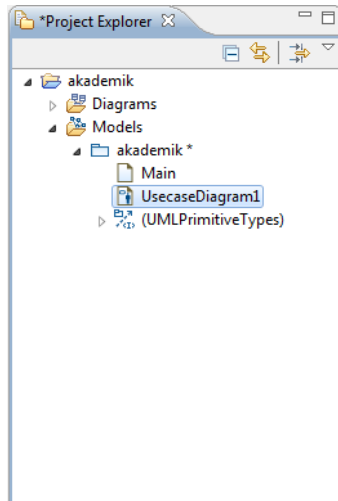 *Project Explorer
akademik
Diagrams
Models
akademik *
Main
UsecaseDiagram1
(UMLPrimitiveTypes)